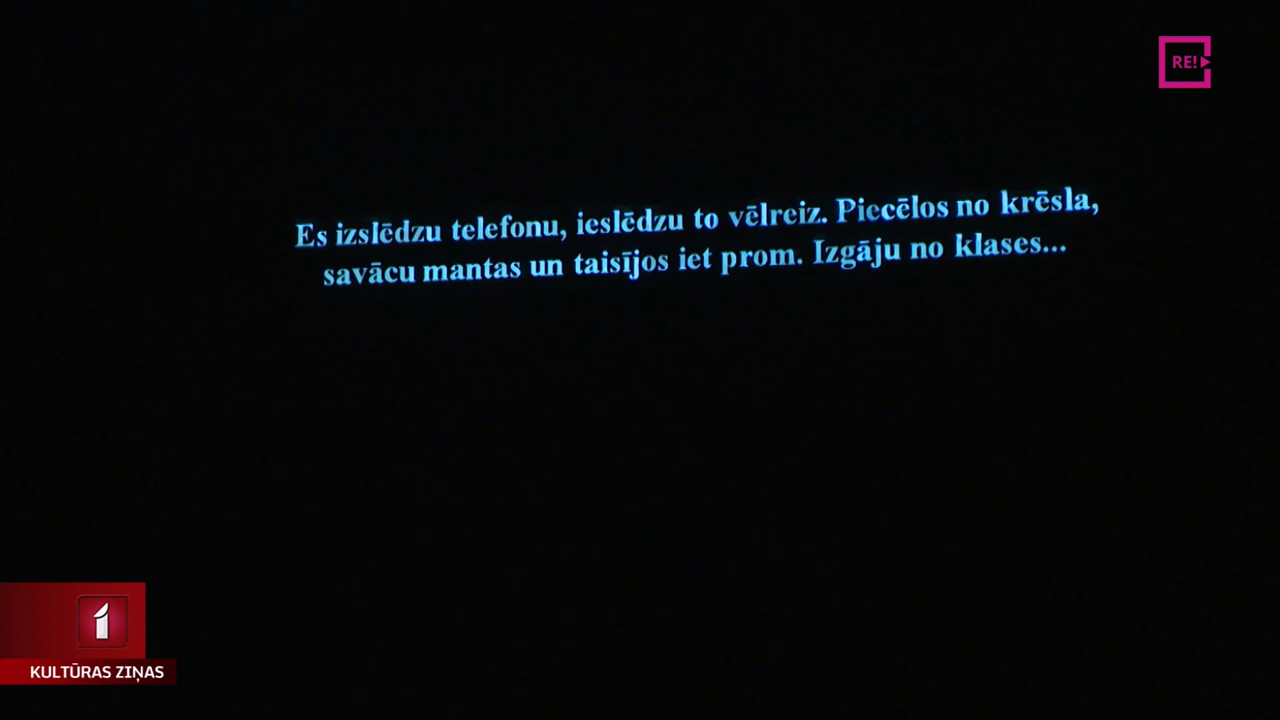 RE!
Es izslēdzu telefonu, ieslēdzu to vēlreiz. Piecēlos no krēsla,
savācu mantas un taisījos iet prom. Izgāju no klases...
1
KULTŪRAS ZIŅAS